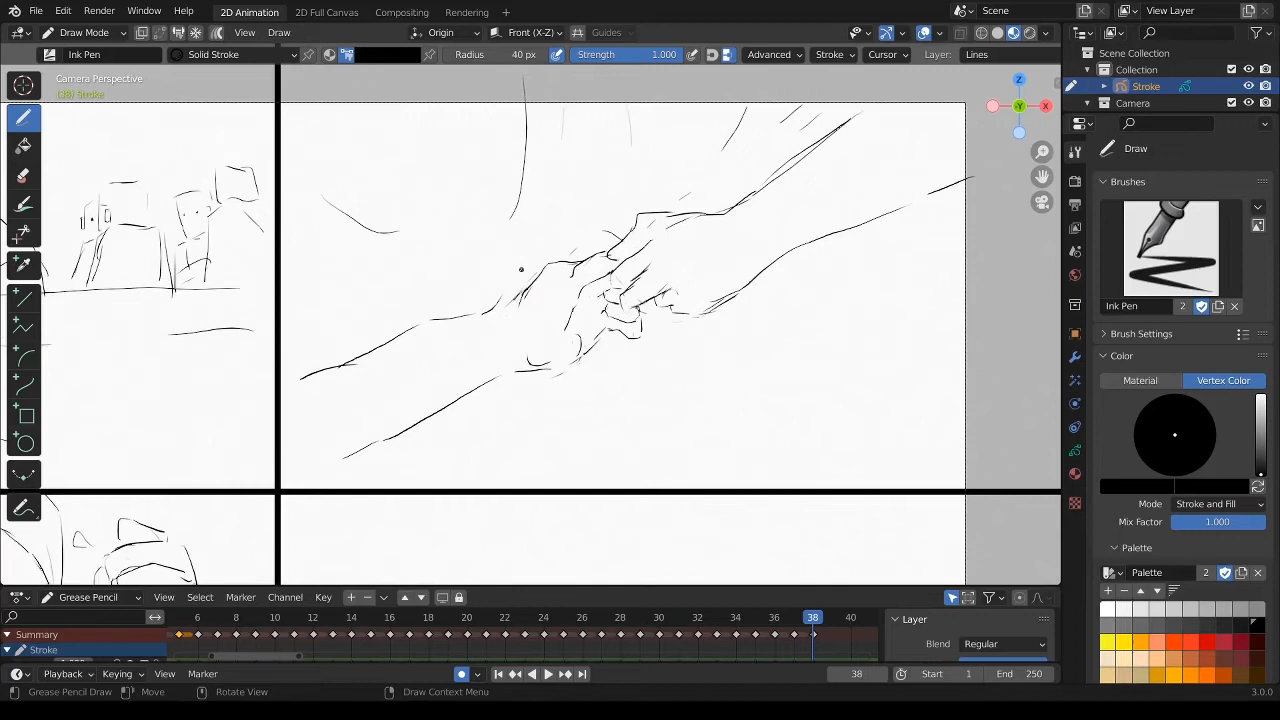 File Edit Render Window Help 2D Animation 2D Full Canvas Compositing Rendering + Scene View Layer
Draw Mode View Draw Origin Front (X-Z) Guides
Ink Pen Solid Stroke Radius 40 px Strength 1.000 Advanced Stroke Cursor Layer: Lines
Camera Perspective
(38) Stroke
Z
Y
X
Scene Collection
Collection
Stroke
Camera
Draw
Brushes
Ink Pen 2
Brush Settings
Color
Material Vertex Color
Mode Stroke and Fill
Mix Factor 1.000
Palette
Palette 2
Grease Pencil View Select Marker Channel Key
6 8 10 12 14 16 18 20 22 24 26 28 30 32 34 36 38 40
Summary
Stroke
Layer
Blend Regular
Playback Keying View Marker 38 Start 1 End 250
Grease Pencil Draw Move Rotate View Draw Context Menu 3.0.0